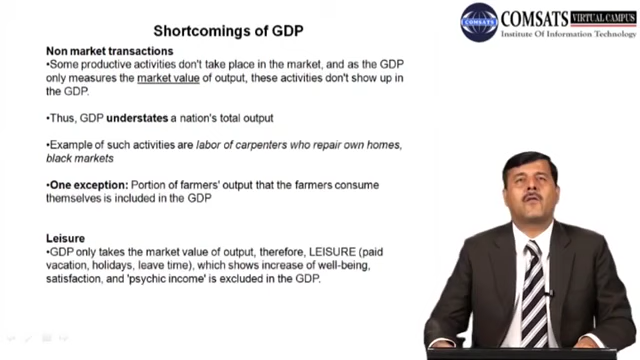 Shortcomings of GDP
COMSATS VIRTUAL CAMPUS
Institute Of Information Technology
Non market transactions
•Some productive activities don't take place in the market, and as the GDP
only measures the market value of output, these activities don't show up in
the GDP.
•Thus, GDP understates a nation's total output
•Example of such activities are labor of carpenters who repair own homes,
black markets
•One exception: Portion of farmers' output that the farmers consume
themselves is included in the GDP
Leisure
•GDP only takes the market value of output, therefore, LEISURE (paid
vacation, holidays, leave time), which shows increase of well-being,
satisfaction, and 'psychic income' is excluded in the GDP.